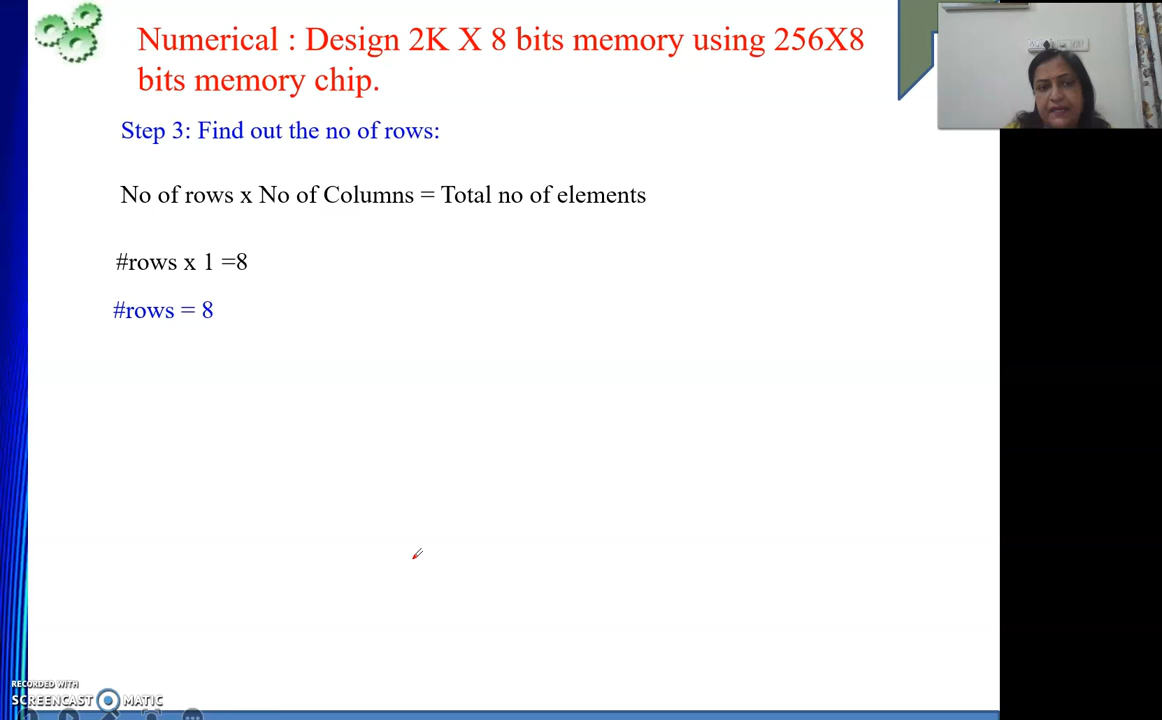 Numerical : Design 2K X 8 bits memory using 256X8
bits memory chip.
Step 3: Find out the no of rows:
No of rows x No of Columns = Total no of elements
#rows x 1 =8
#rows = 8
RECORDED WITH
SCREENCAST MATIC